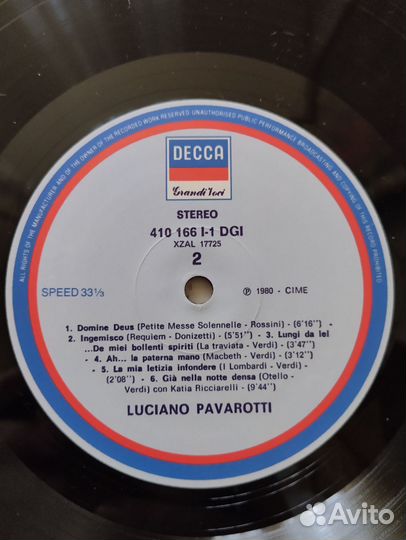 ALL RIGHTS OF THE MANUFACTURER AND OF THE OWNER OF THE RECORDED WORK RESERVED·UNAUTHORISED PUBLIC PERFORMANCE BROADCASTING AND COPYING OF THIS RECORD PROHIBITED
DECCA
Grandi Voci
STEREO
410 166 I-1 DGI
XZAL 17725
2
SPEED 33⅓
℗ 1980 - CIME
1. Domine Deus (Petite Messe Solennelle - Rossini) - (6'16'') -
2. Ingemisco (Requiem - Donizetti) - (5'51'') - 3. Lungi da lei
...De miei bollenti spiriti (La traviata - Verdi) - (3'47'')
- 4. Ah... la paterna mano (Macbeth - Verdi) - (3'12'')
- 5. La mia letizia infondere (I Lombardi - Verdi) -
(2'08'') - 6. Già nella notte densa (Otello -
Verdi) con Katia Ricciarelli) -
(9'44'')
LUCIANO PAVAROTTI
Avito